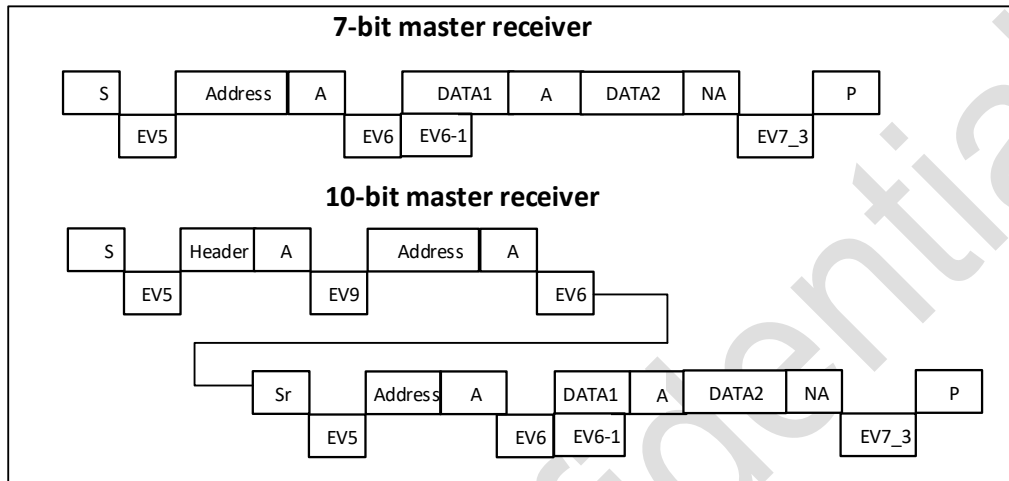 7-bit master receiver
S Address A DATA1 A DATA2 NA P
EV5 EV6 EV6-1 EV7_3
10-bit master receiver
S Header A Address A
EV5 EV9 EV6
Sr Address A DATA1 A DATA2 NA P
EV5 EV6 EV6-1 EV7_3
fidential